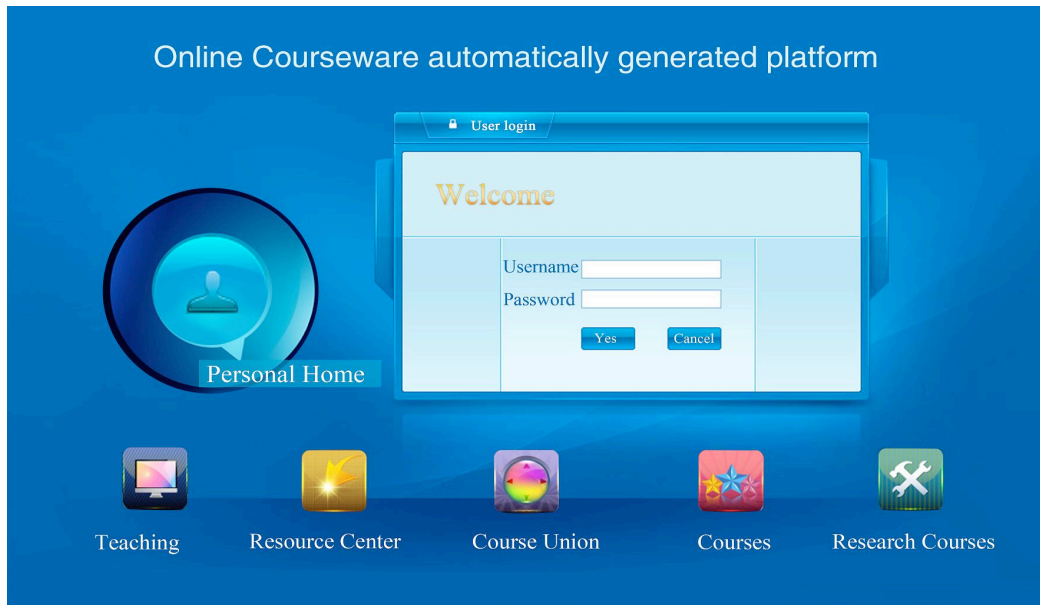 Online Courseware automatically generated platform
User login
Welcome
Username
Password
Yes Cancel
Personal Home
Teaching Resource Center Course Union Courses Research Courses